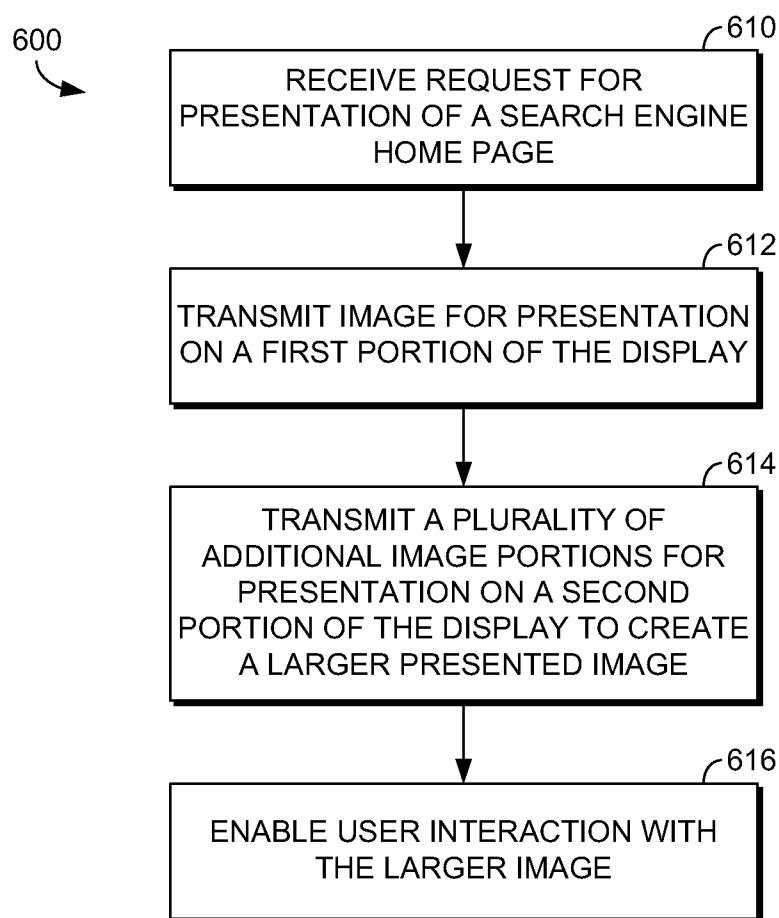 600
610
RECEIVE REQUEST FOR
PRESENTATION OF A SEARCH ENGINE
HOME PAGE
612
TRANSMIT IMAGE FOR PRESENTATION
ON A FIRST PORTION OF THE DISPLAY
614
TRANSMIT A PLURALITY OF
ADDITIONAL IMAGE PORTIONS FOR
PRESENTATION ON A SECOND
PORTION OF THE DISPLAY TO CREATE
A LARGER PRESENTED IMAGE
616
ENABLE USER INTERACTION WITH
THE LARGER IMAGE